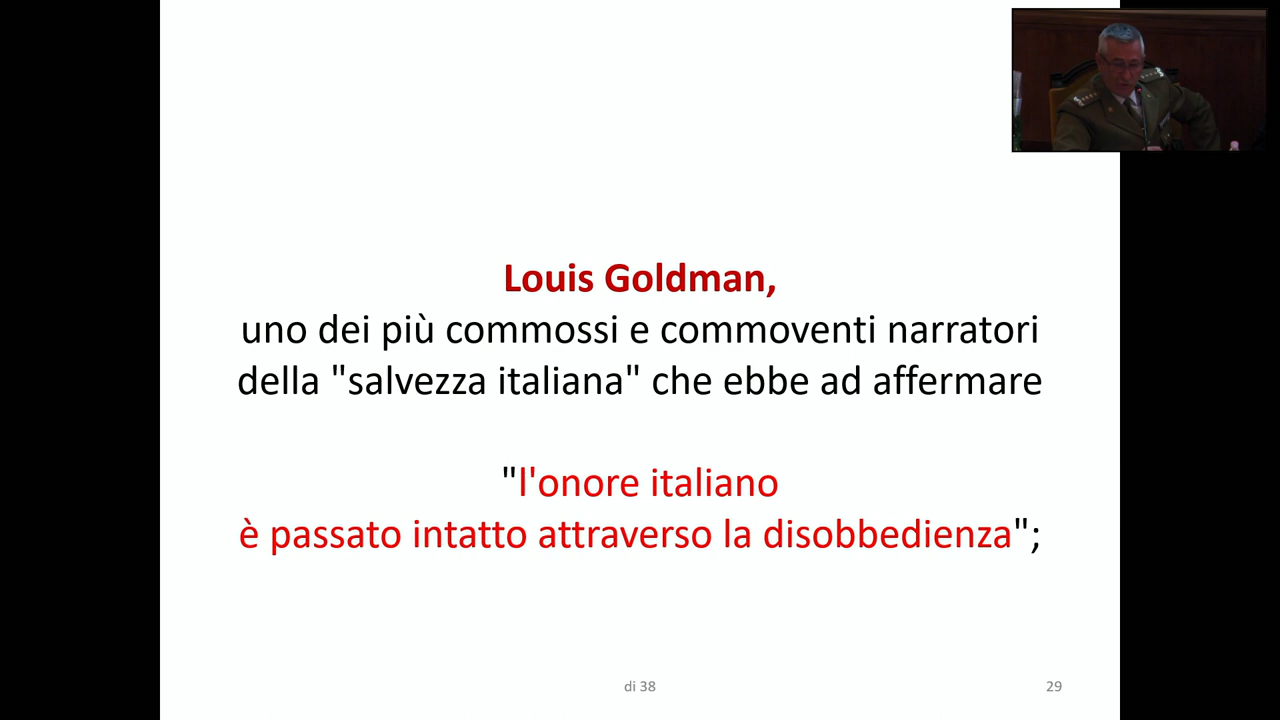 Louis Goldman,
uno dei più commossi e commoventi narratori
della "salvezza italiana" che ebbe ad affermare
"l'onore italiano
è passato intatto attraverso la disobbedienza";
di 38
29